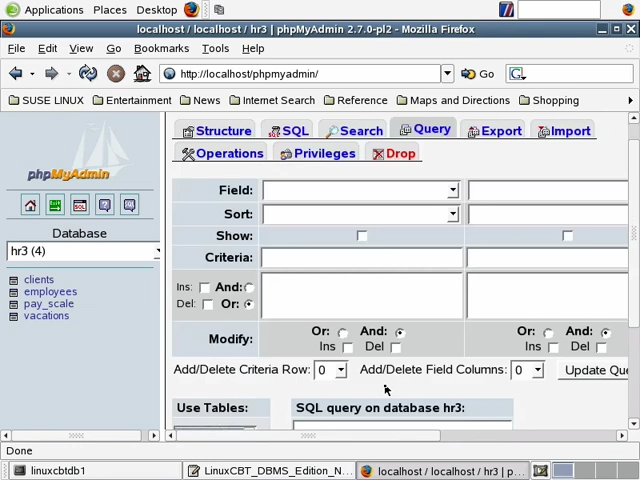 Applications Places Desktop
localhost / localhost / hr3 | phpMyAdmin 2.7.0-pl2 - Mozilla Firefox
File Edit View Go Bookmarks Tools Help
http://localhost/phpmyadmin/ Go
SUSE LINUX Entertainment News Internet Search Reference Maps and Directions Shopping
Structure SQL Search Query Export Import
Operations Privileges Drop
phpMyAdmin
Database
hr3 (4)
clients
employees
pay_scale
vacations
Field:
Sort:
Show:
Criteria:
Ins: And:
Del: Or:
Modify: Or: And: Or: And:
Ins Del Ins Del
Add/Delete Criteria Row: 0 Add/Delete Field Columns: 0 Update Que
Use Tables: SQL query on database hr3:
Done
linuxcbtdb1 LinuxCBT_DBMS_Edition_N... localhost / localhost / hr3 | p...